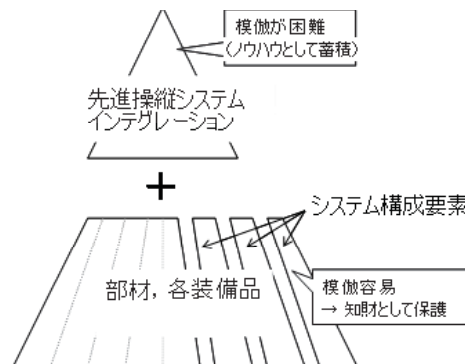 模倣が困難
(ノウハウとして蓄積)
先進操縦システム
インテグレーション
+
システム構成要素
部材，各装備品
模倣容易
→ 知財として保護